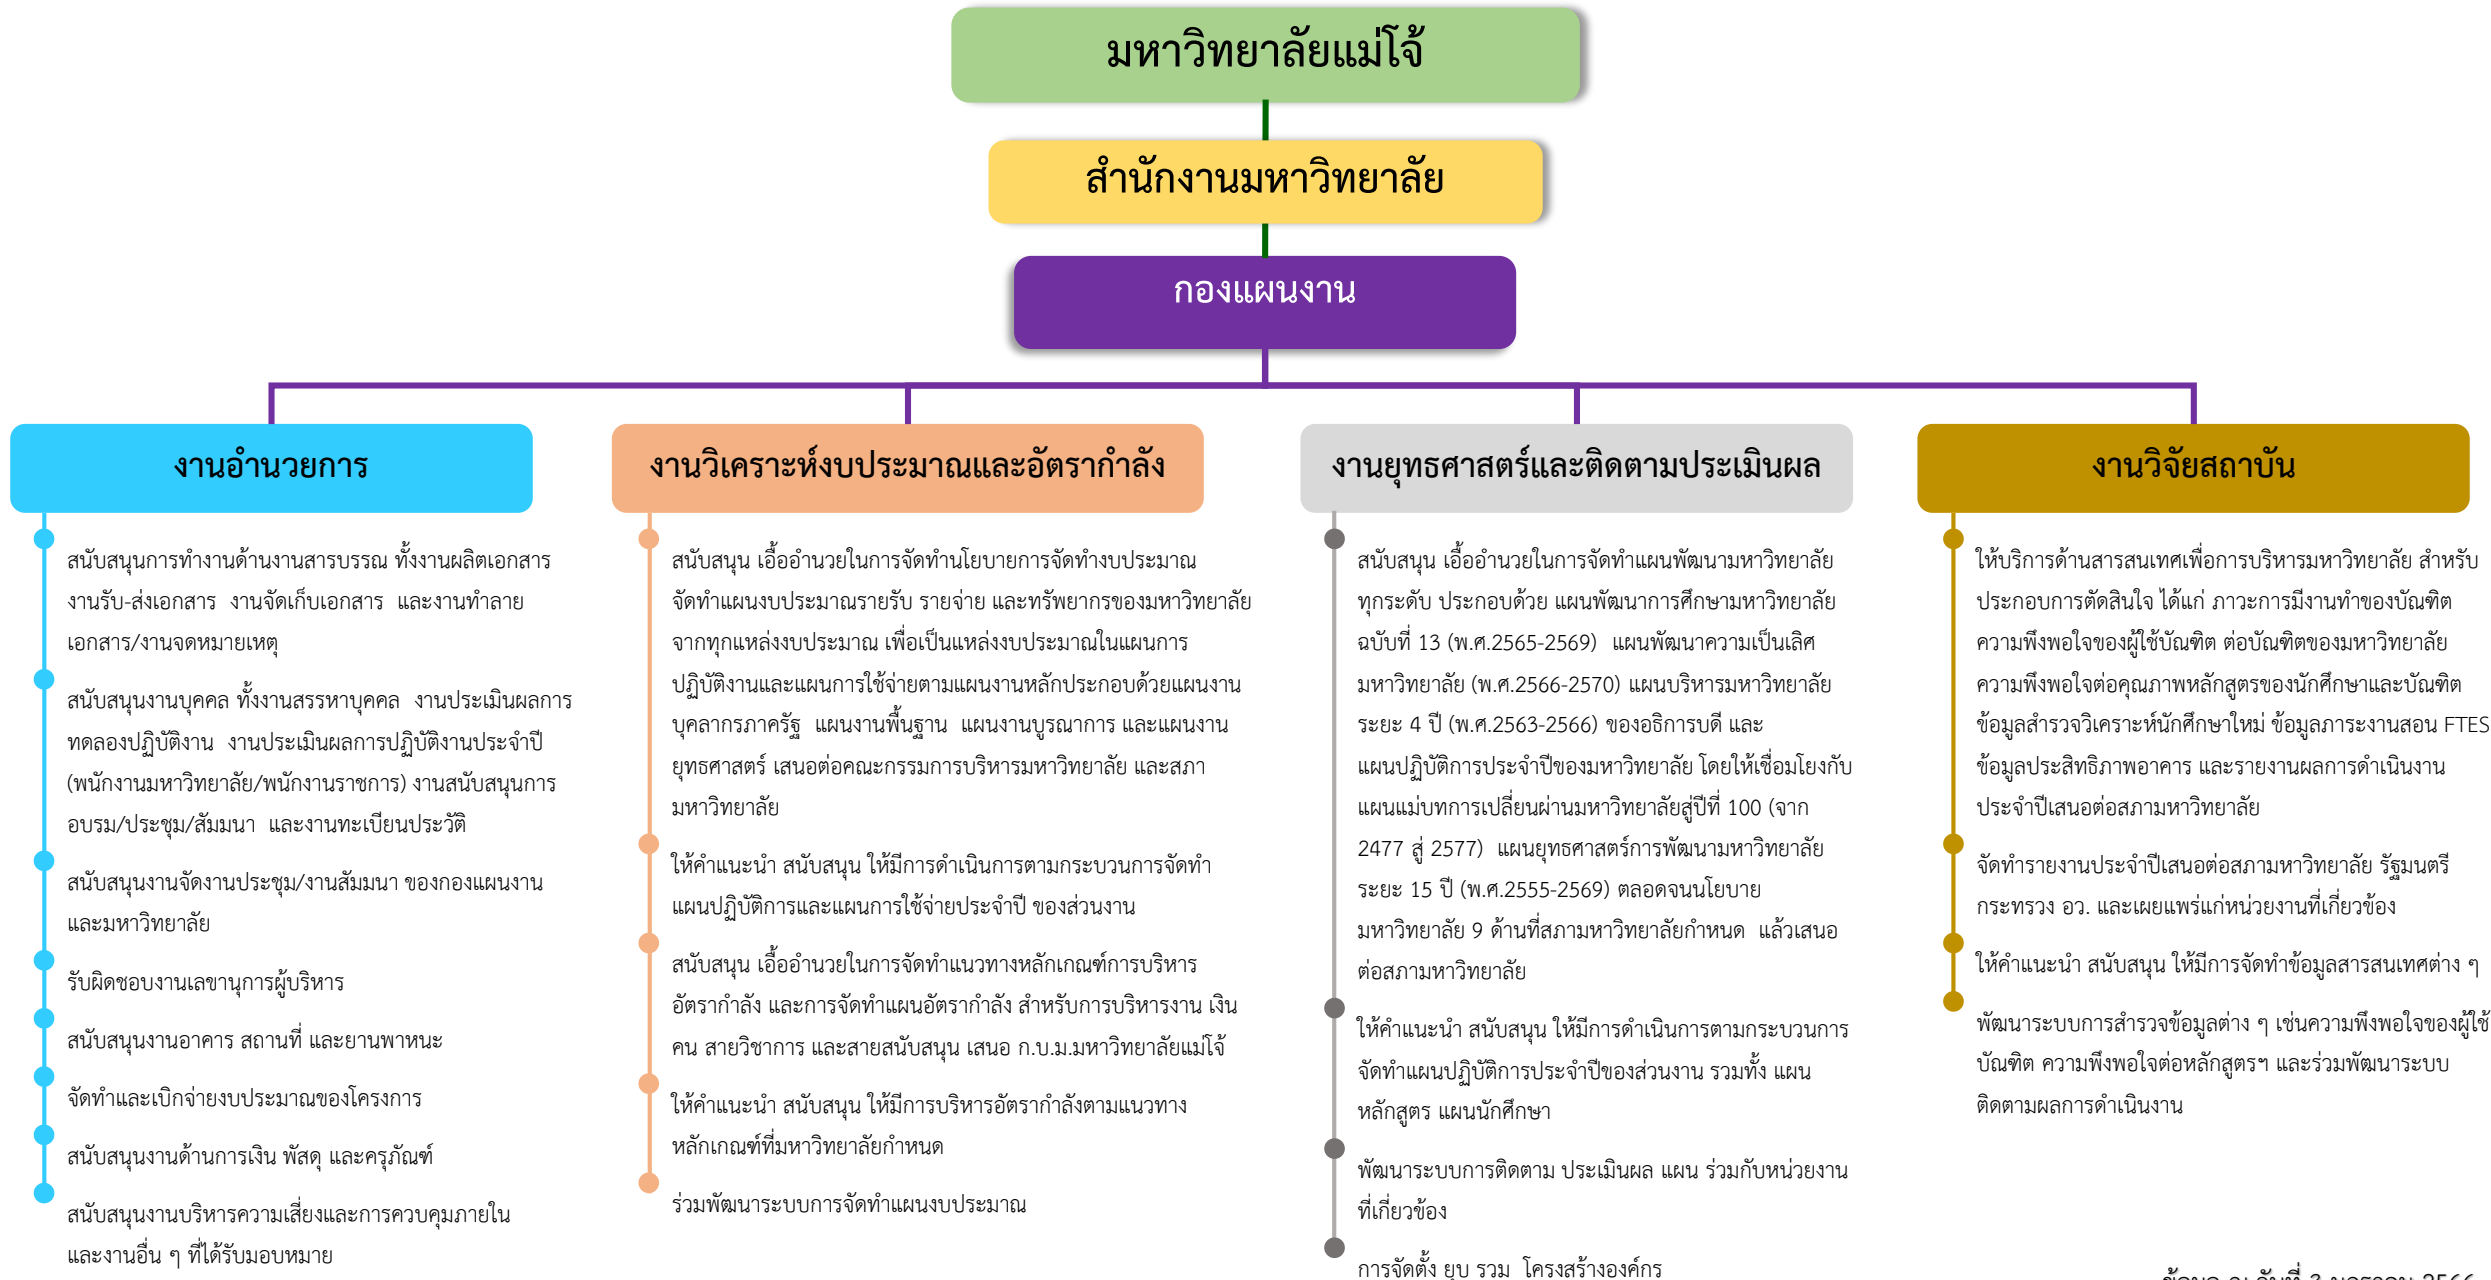 มหาวิทยาลัยแม่โจ้
สำนักงานมหาวิทยาลัย
กองแผนงาน
งานอำนวยการ
สนับสนุนการทำงานด้านงานสารบรรณ ทั้งงานผลิตเอกสาร
งานรับ-ส่งเอกสาร งานจัดเก็บเอกสาร และงานทำลาย
เอกสาร/งานจดหมายเหตุ
สนับสนุนงานบุคคล ทั้งงานสรรหาบุคคล งานประเมินผลการ
ทดลองปฏิบัติงาน งานประเมินผลการปฏิบัติงานประจำปี
(พนักงานมหาวิทยาลัย/พนักงานราชการ) งานสนับสนุนการ
อบรม/ประชุม/สัมมนา และงานทะเบียนประวัติ
สนับสนุนงานจัดงานประชุม/งานสัมมนา ของกองแผนงาน
และมหาวิทยาลัย
รับผิดชอบงานเลขานุการผู้บริหาร
สนับสนุนงานอาคาร สถานที่ และยานพาหนะ
จัดทำและเบิกจ่ายงบประมาณของโครงการ
สนับสนุนงานด้านการเงิน พัสดุ และครุภัณฑ์
สนับสนุนงานบริหารความเสี่ยงและการควบคุมภายใน
และงานอื่น ๆ ที่ได้รับมอบหมาย
งานวิเคราะห์งบประมาณและอัตรากำลัง
สนับสนุน เอื้ออำนวยในการจัดทำนโยบายการจัดทำงบประมาณ
จัดทำแผนงบประมาณรายรับ รายจ่าย และทรัพยากรของมหาวิทยาลัย
จากทุกแหล่งงบประมาณ เพื่อเป็นแหล่งงบประมาณในแผนการ
ปฏิบัติงานและแผนการใช้จ่ายตามแผนงานหลักประกอบด้วยแผนงาน
บุคลากรภาครัฐ แผนงานพื้นฐาน แผนงานบูรณาการ และแผนงาน
ยุทธศาสตร์ เสนอต่อคณะกรรมการบริหารมหาวิทยาลัย และสภา
มหาวิทยาลัย
ให้คำแนะนำ สนับสนุน ให้มีการดำเนินการตามกระบวนการจัดทำ
แผนปฏิบัติการและแผนการใช้จ่ายประจำปี ของส่วนงาน
สนับสนุน เอื้ออำนวยในการจัดทำแนวทางหลักเกณฑ์การบริหาร
อัตรากำลัง และการจัดทำแผนอัตรากำลัง สำหรับการบริหารงาน เงิน
คน สายวิชาการ และสายสนับสนุน เสนอ ก.บ.ม.มหาวิทยาลัยแม่โจ้
ให้คำแนะนำ สนับสนุน ให้มีการบริหารอัตรากำลังตามแนวทาง
หลักเกณฑ์ที่มหาวิทยาลัยกำหนด
ร่วมพัฒนาระบบการจัดทำแผนงบประมาณ
งานยุทธศาสตร์และติดตามประเมินผล
สนับสนุน เอื้ออำนวยในการจัดทำแผนพัฒนามหาวิทยาลัย
ทุกระดับ ประกอบด้วย แผนพัฒนาการศึกษามหาวิทยาลัย
ฉบับที่ 13 (พ.ศ.2565-2569) แผนพัฒนาความเป็นเลิศ
มหาวิทยาลัย (พ.ศ.2566-2570) แผนบริหารมหาวิทยาลัย
ระยะ 4 ปี (พ.ศ.2563-2566) ของอธิการบดี และ
แผนปฏิบัติการประจำปีของมหาวิทยาลัย โดยให้เชื่อมโยงกับ
แผนแม่บทการเปลี่ยนผ่านมหาวิทยาลัยสู่ปีที่ 100 (จาก
2477 สู่ 2577) แผนยุทธศาสตร์การพัฒนามหาวิทยาลัย
ระยะ 15 ปี (พ.ศ.2555-2569) ตลอดจนนโยบาย
มหาวิทยาลัย 9 ด้านที่สภามหาวิทยาลัยกำหนด แล้วเสนอ
ต่อสภามหาวิทยาลัย
ให้คำแนะนำ สนับสนุน ให้มีการดำเนินการตามกระบวนการ
จัดทำแผนปฏิบัติการประจำปีของส่วนงาน รวมทั้ง แผน
หลักสูตร แผนนักศึกษา
พัฒนาระบบการติดตาม ประเมินผล แผน ร่วมกับหน่วยงาน
ที่เกี่ยวข้อง
การจัดตั้ง ยุบ รวม โครงสร้างองค์กร
งานวิจัยสถาบัน
ให้บริการด้านสารสนเทศเพื่อการบริหารมหาวิทยาลัย สำหรับ
ประกอบการตัดสินใจ ได้แก่ ภาวะการมีงานทำของบัณฑิต
ความพึงพอใจของผู้ใช้บัณฑิต ต่อบัณฑิตของมหาวิทยาลัย
ความพึงพอใจต่อคุณภาพหลักสูตรของนักศึกษาและบัณฑิต
ข้อมูลสำรวจวิเคราะห์นักศึกษาใหม่ ข้อมูลภาระงานสอน FTES
ข้อมูลประสิทธิภาพอาคาร และรายงานผลการดำเนินงาน
ประจำปีเสนอต่อสภามหาวิทยาลัย
จัดทำรายงานประจำปีเสนอต่อสภามหาวิทยาลัย รัฐมนตรี
กระทรวง อว. และเผยแพร่แก่หน่วยงานที่เกี่ยวข้อง
ให้คำแนะนำ สนับสนุน ให้มีการจัดทำข้อมูลสารสนเทศต่าง ๆ
พัฒนาระบบการสำรวจข้อมูลต่าง ๆ เช่นความพึงพอใจของผู้ใช้
บัณฑิต ความพึงพอใจต่อหลักสูตรฯ และร่วมพัฒนาระบบ
ติดตามผลการดำเนินงาน
ข้อมูล ณ วันที่ 3 มกราคม 2566